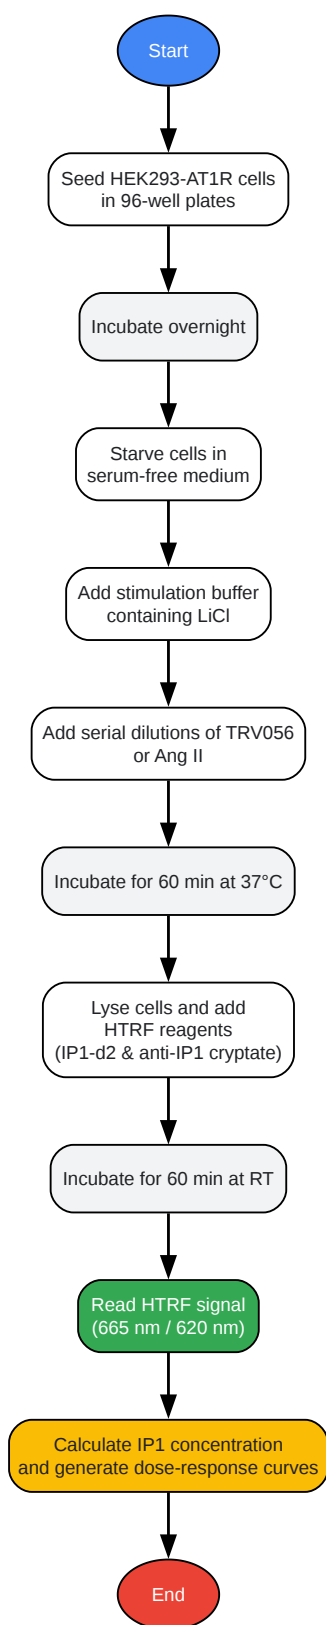 Start
Seed HEK293-AT1R cells
in 96-well plates
Incubate overnight
Starve cells in
serum-free medium
Add stimulation buffer
containing LiCl
Add serial dilutions of TRV056
or Ang II
Incubate for 60 min at 37°C
Lyse cells and add
HTRF reagents
(IP1-d2 & anti-IP1 cryptate)
Incubate for 60 min at RT
Read HTRF signal
(665 nm / 620 nm)
Calculate IP1 concentration
and generate dose-response curves
End